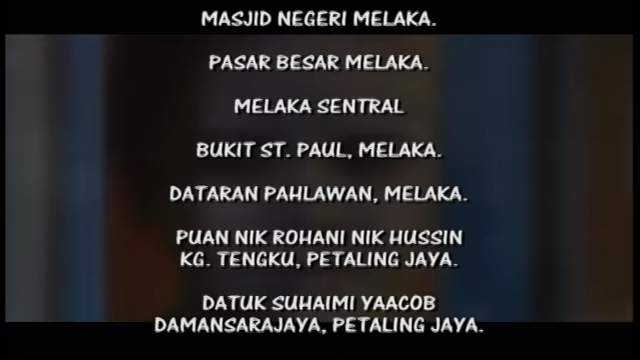 MASJID NEGERI MELAKA.
PASAR BESAR MELAKA.
MELAKA SENTRAL
BUKIT ST. PAUL, MELAKA.
DATARAN PAHLAWAN, MELAKA.
PUAN NIK ROHANI NIK HUSSIN
KG. TENGKU, PETALING JAYA.
DATUK SUHAIMI YAACOB
DAMANSARAJAYA, PETALING JAYA.